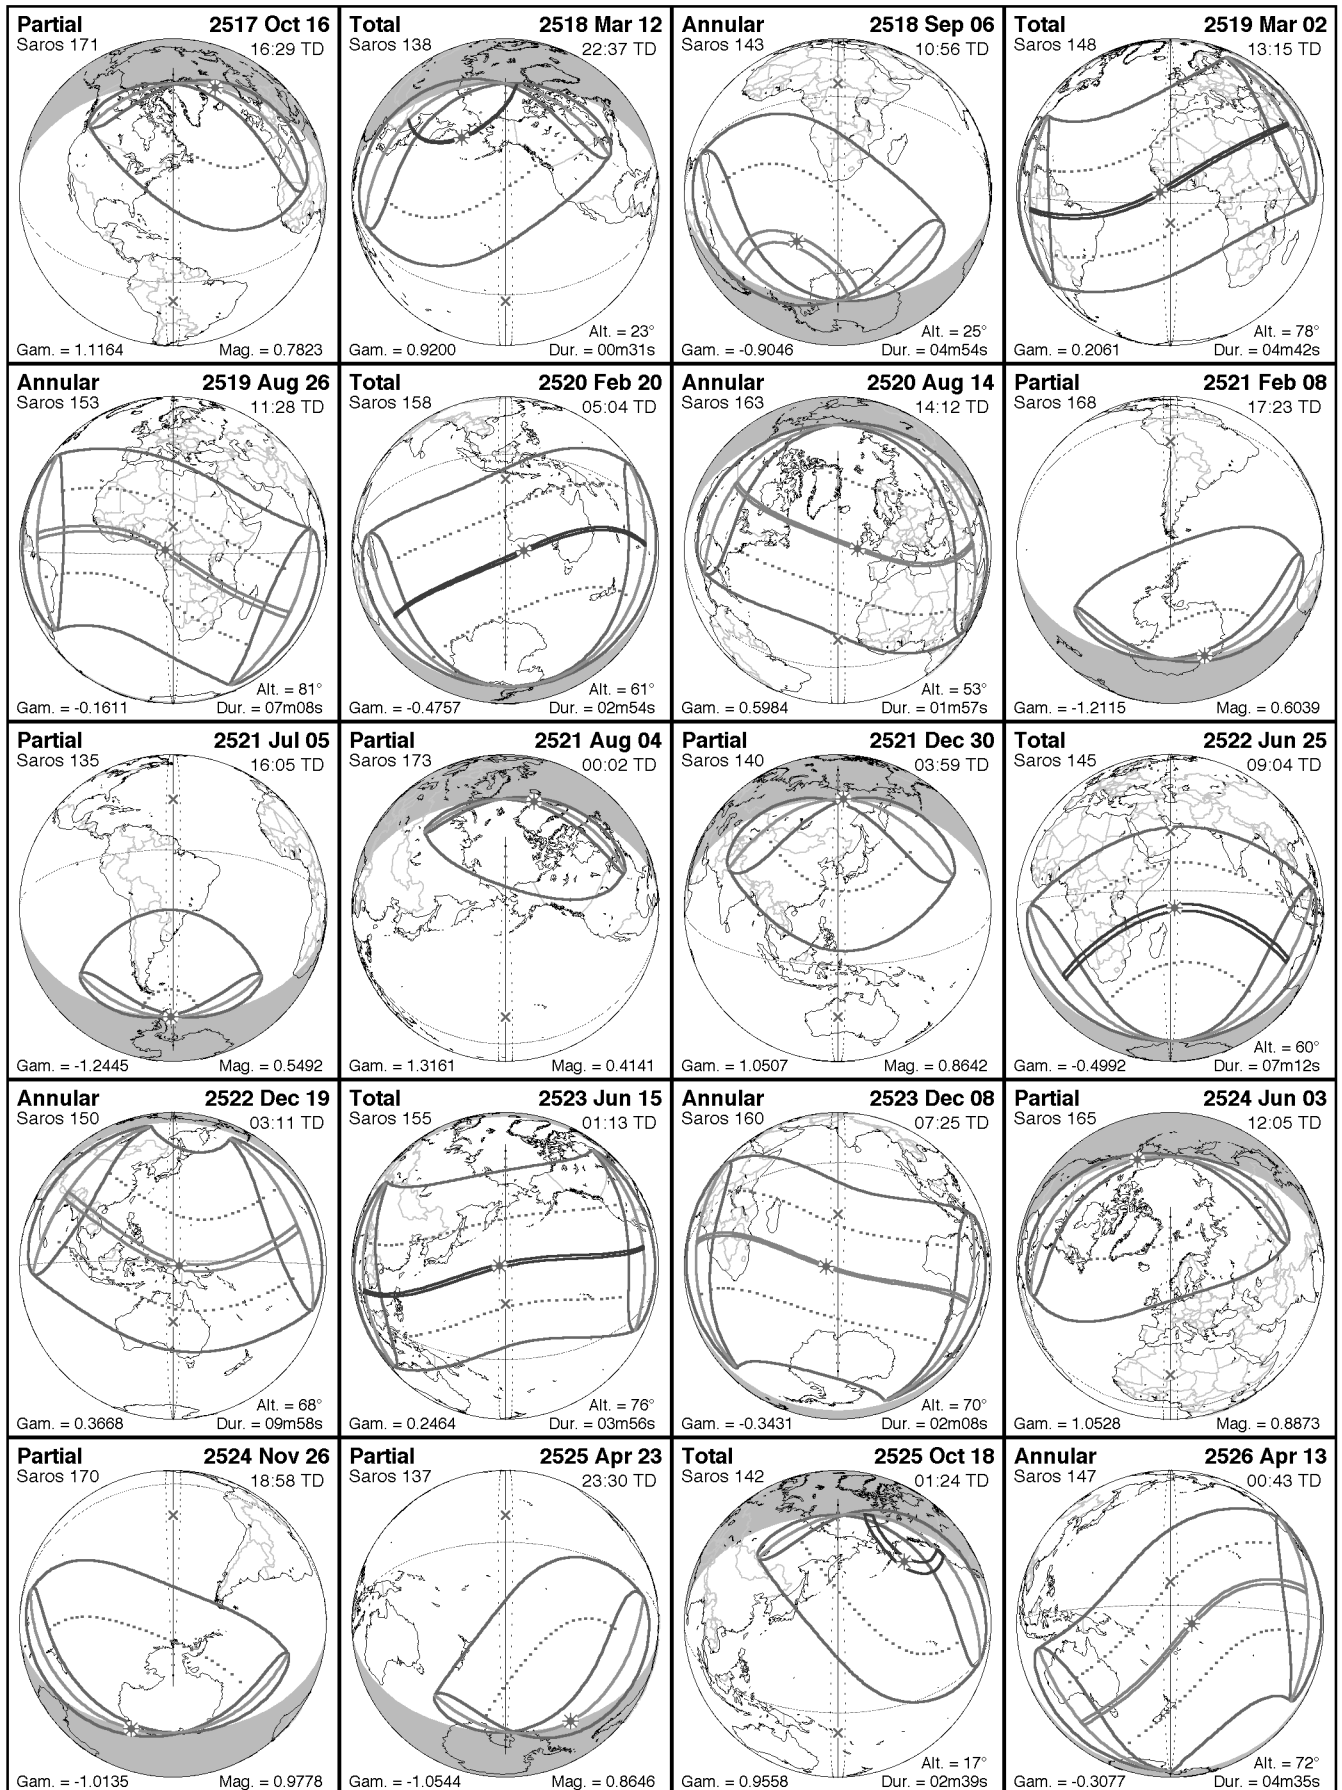 Partial 2517 Oct 16
Saros 171 16:29 TD
Gam. = 1.1164 Mag. = 0.7823
Total 2518 Mar 12
Saros 138 22:37 TD
Alt. = 23°
Gam. = 0.9200 Dur. = 00m31s
Annular 2518 Sep 06
Saros 143 10:56 TD
Alt. = 25°
Gam. = -0.9046 Dur. = 04m54s
Total 2519 Mar 02
Saros 148 13:15 TD
Alt. = 78°
Gam. = 0.2061 Dur. = 04m42s
Annular 2519 Aug 26
Saros 153 11:28 TD
Alt. = 81°
Gam. = -0.1611 Dur. = 07m08s
Total 2520 Feb 20
Saros 158 05:04 TD
Alt. = 61°
Gam. = -0.4757 Dur. = 02m54s
Annular 2520 Aug 14
Saros 163 14:12 TD
Alt. = 53°
Gam. = 0.5984 Dur. = 01m57s
Partial 2521 Feb 08
Saros 168 17:23 TD
Gam. = -1.2115 Mag. = 0.6039
Partial 2521 Jul 05
Saros 135 16:05 TD
Gam. = -1.2445 Mag. = 0.5492
Partial 2521 Aug 04
Saros 173 00:02 TD
Gam. = 1.3161 Mag. = 0.4141
Partial 2521 Dec 30
Saros 140 03:59 TD
Gam. = 1.0507 Mag. = 0.8642
Total 2522 Jun 25
Saros 145 09:04 TD
Alt. = 60°
Gam. = -0.4992 Dur. = 07m12s
Annular 2522 Dec 19
Saros 150 03:11 TD
Alt. = 68°
Gam. = 0.3668 Dur. = 09m58s
Total 2523 Jun 15
Saros 155 01:13 TD
Alt. = 76°
Gam. = 0.2464 Dur. = 03m56s
Annular 2523 Dec 08
Saros 160 07:25 TD
Alt. = 70°
Gam. = -0.3431 Dur. = 02m08s
Partial 2524 Jun 03
Saros 165 12:05 TD
Gam. = 1.0528 Mag. = 0.8873
Partial 2524 Nov 26
Saros 170 18:58 TD
Gam. = -1.0135 Mag. = 0.9778
Partial 2525 Apr 23
Saros 137 23:30 TD
Gam. = -1.0544 Mag. = 0.8646
Total 2525 Oct 18
Saros 142 01:24 TD
Alt. = 17°
Gam. = 0.9558 Dur. = 02m39s
Annular 2526 Apr 13
Saros 147 00:43 TD
Alt. = 72°
Gam. = -0.3077 Dur. = 04m35s